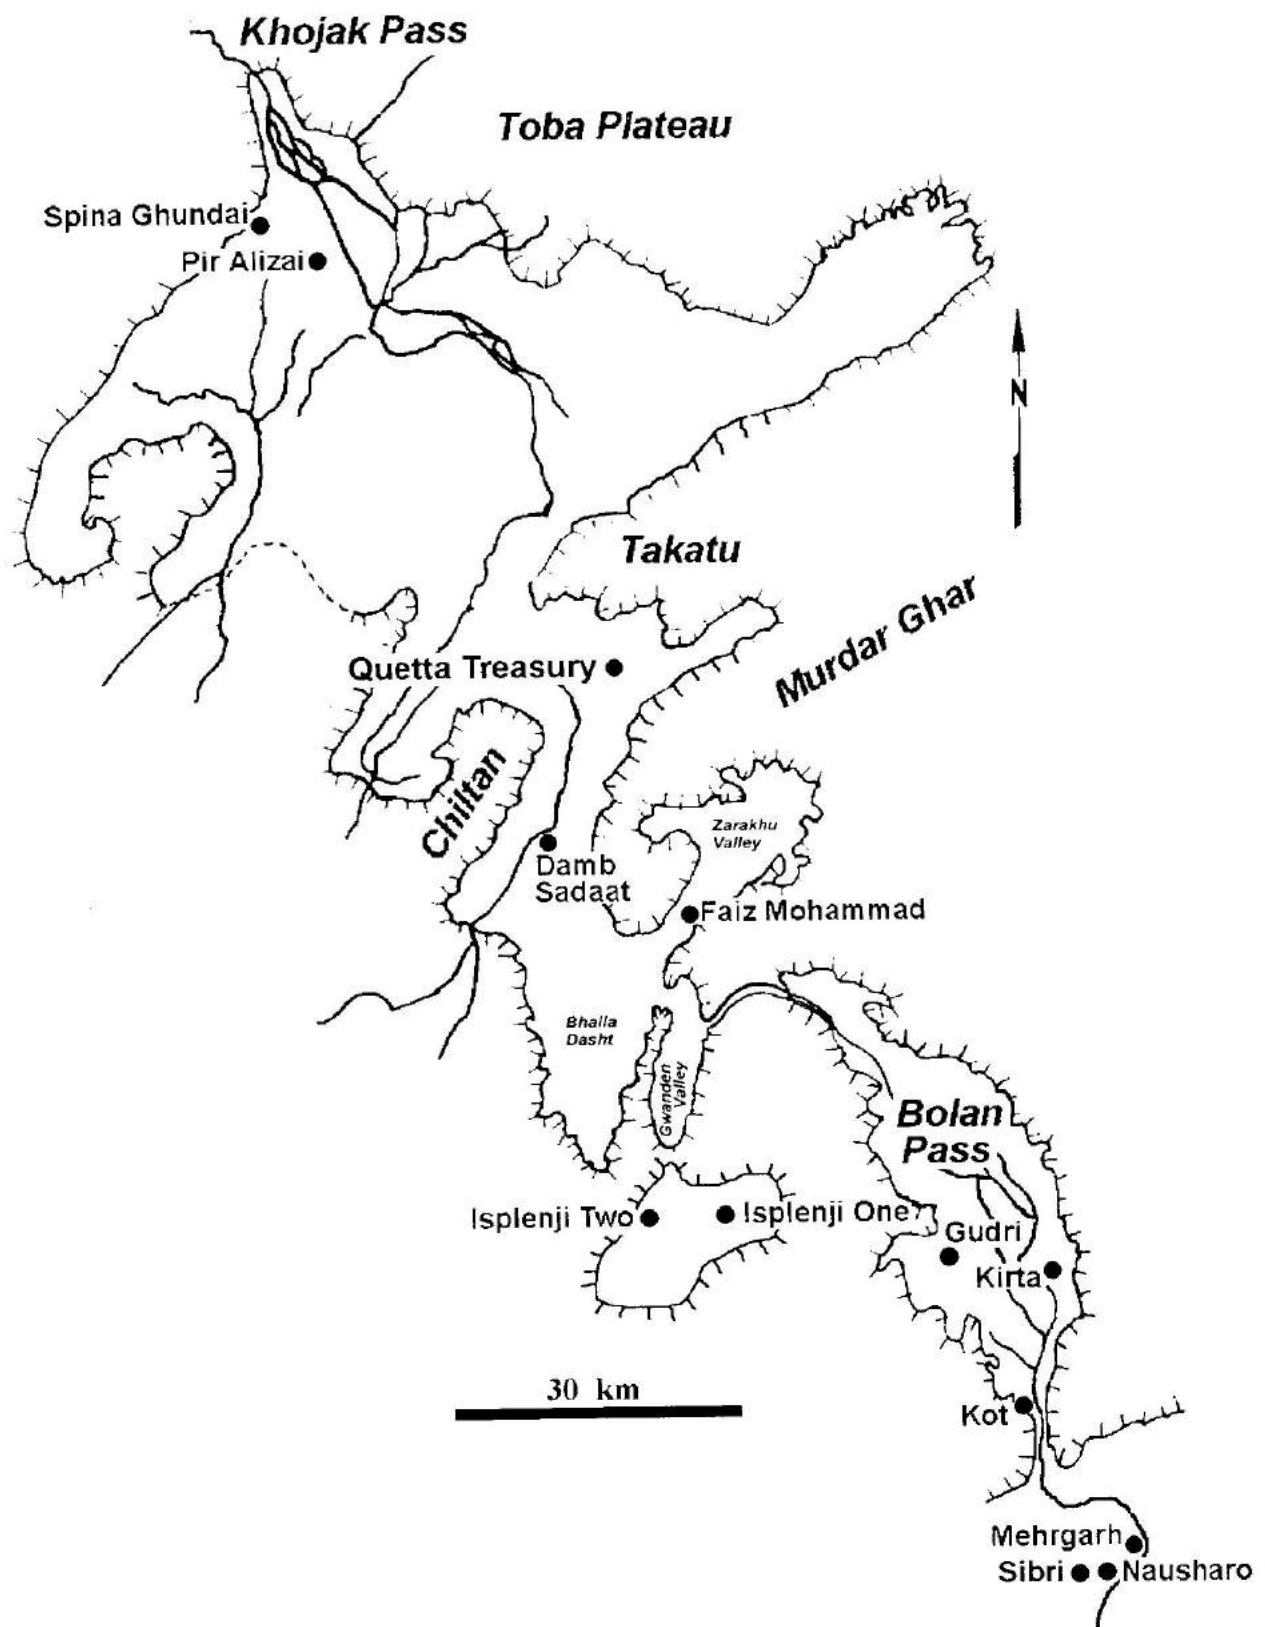 Khojak Pass
Toba Plateau
Spina Ghundai
Pir Alizai
N
Takatu
Murdar Ghar
Quetta Treasury
Chiltan
Zarakhu
Valley
Damb
Sadaat
Faiz Mohammad
Bhalla
Dasht
Gwanden
Valley
Bolan
Pass
Isplenji Two
Isplenji One
Gudri
Kirta
30 km
Kot
Mehrgarh
Sibri
Nausharo